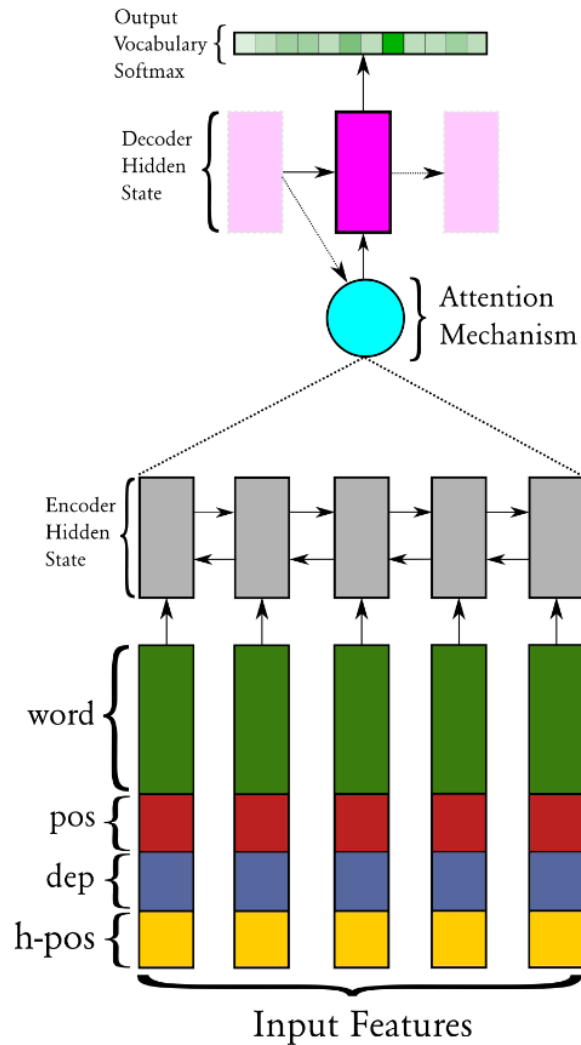 Output
Vocabulary
Softmax
Decoder
Hidden
State
Attention
Mechanism
Encoder
Hidden
State
word
pos
dep
h-pos
Input Features